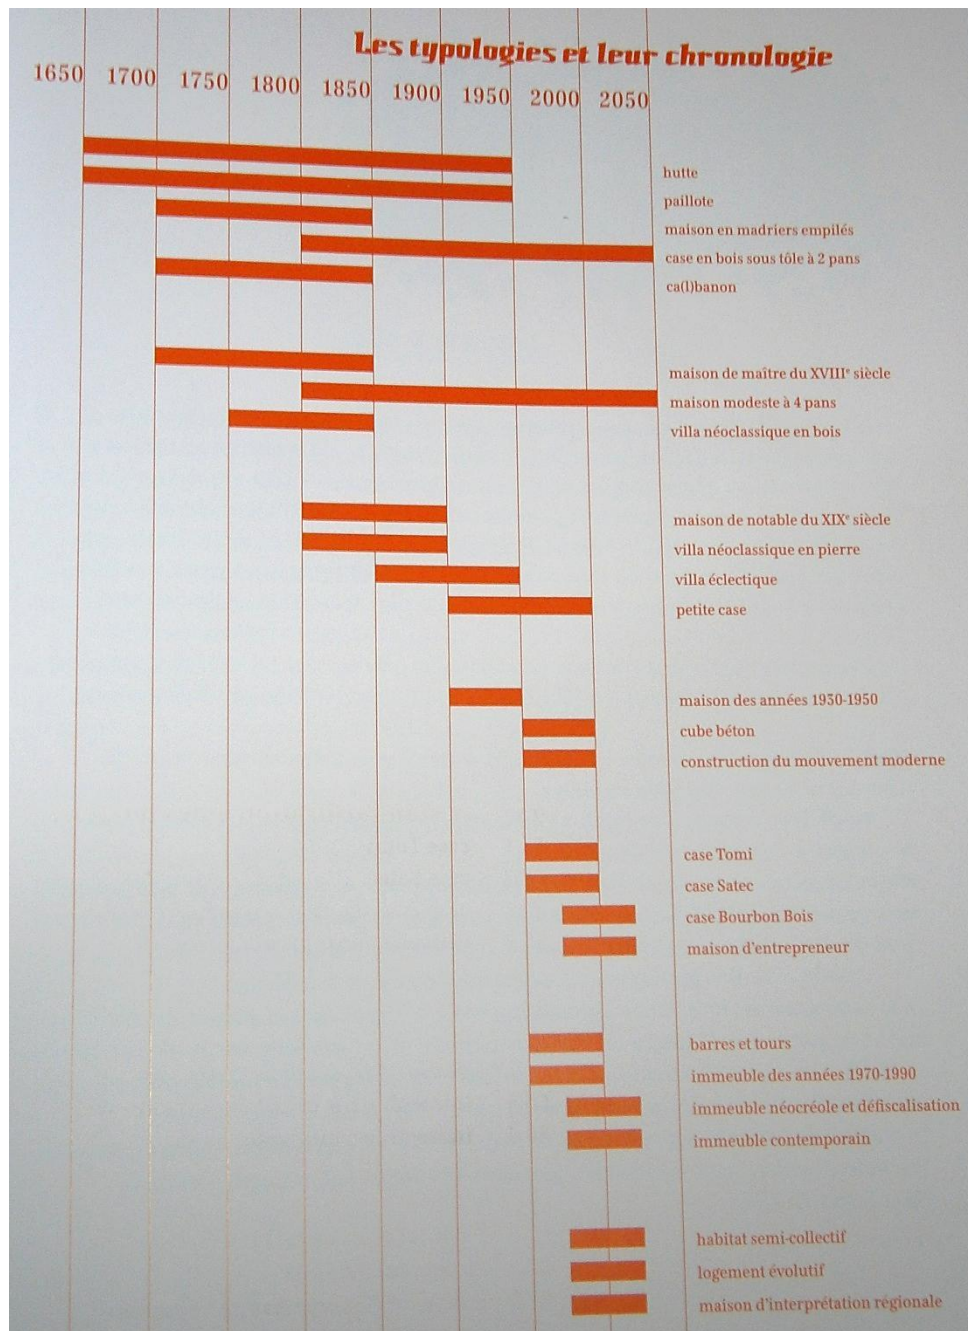 Les typologies et leur chronologie
1650 1700 1750 1800 1850 1900 1950 2000 2050
hutte
paillote
maison en madriers empilés
case en bois sous tôle à 2 pans
ca(l)banon
maison de maître du XVIIIe siècle
maison modeste à 4 pans
villa néoclassique en bois
maison de notable du XIXe siècle
villa néoclassique en pierre
villa éclectique
petite case
maison des années 1930-1950
cube béton
construction du mouvement moderne
case Tomi
case Satec
case Bourbon Bois
maison d'entrepreneur
barres et tours
immeuble des années 1970-1990
immeuble néocréole et défiscalisation
immeuble contemporain
habitat semi-collectif
logement évolutif
maison d'interprétation régionale